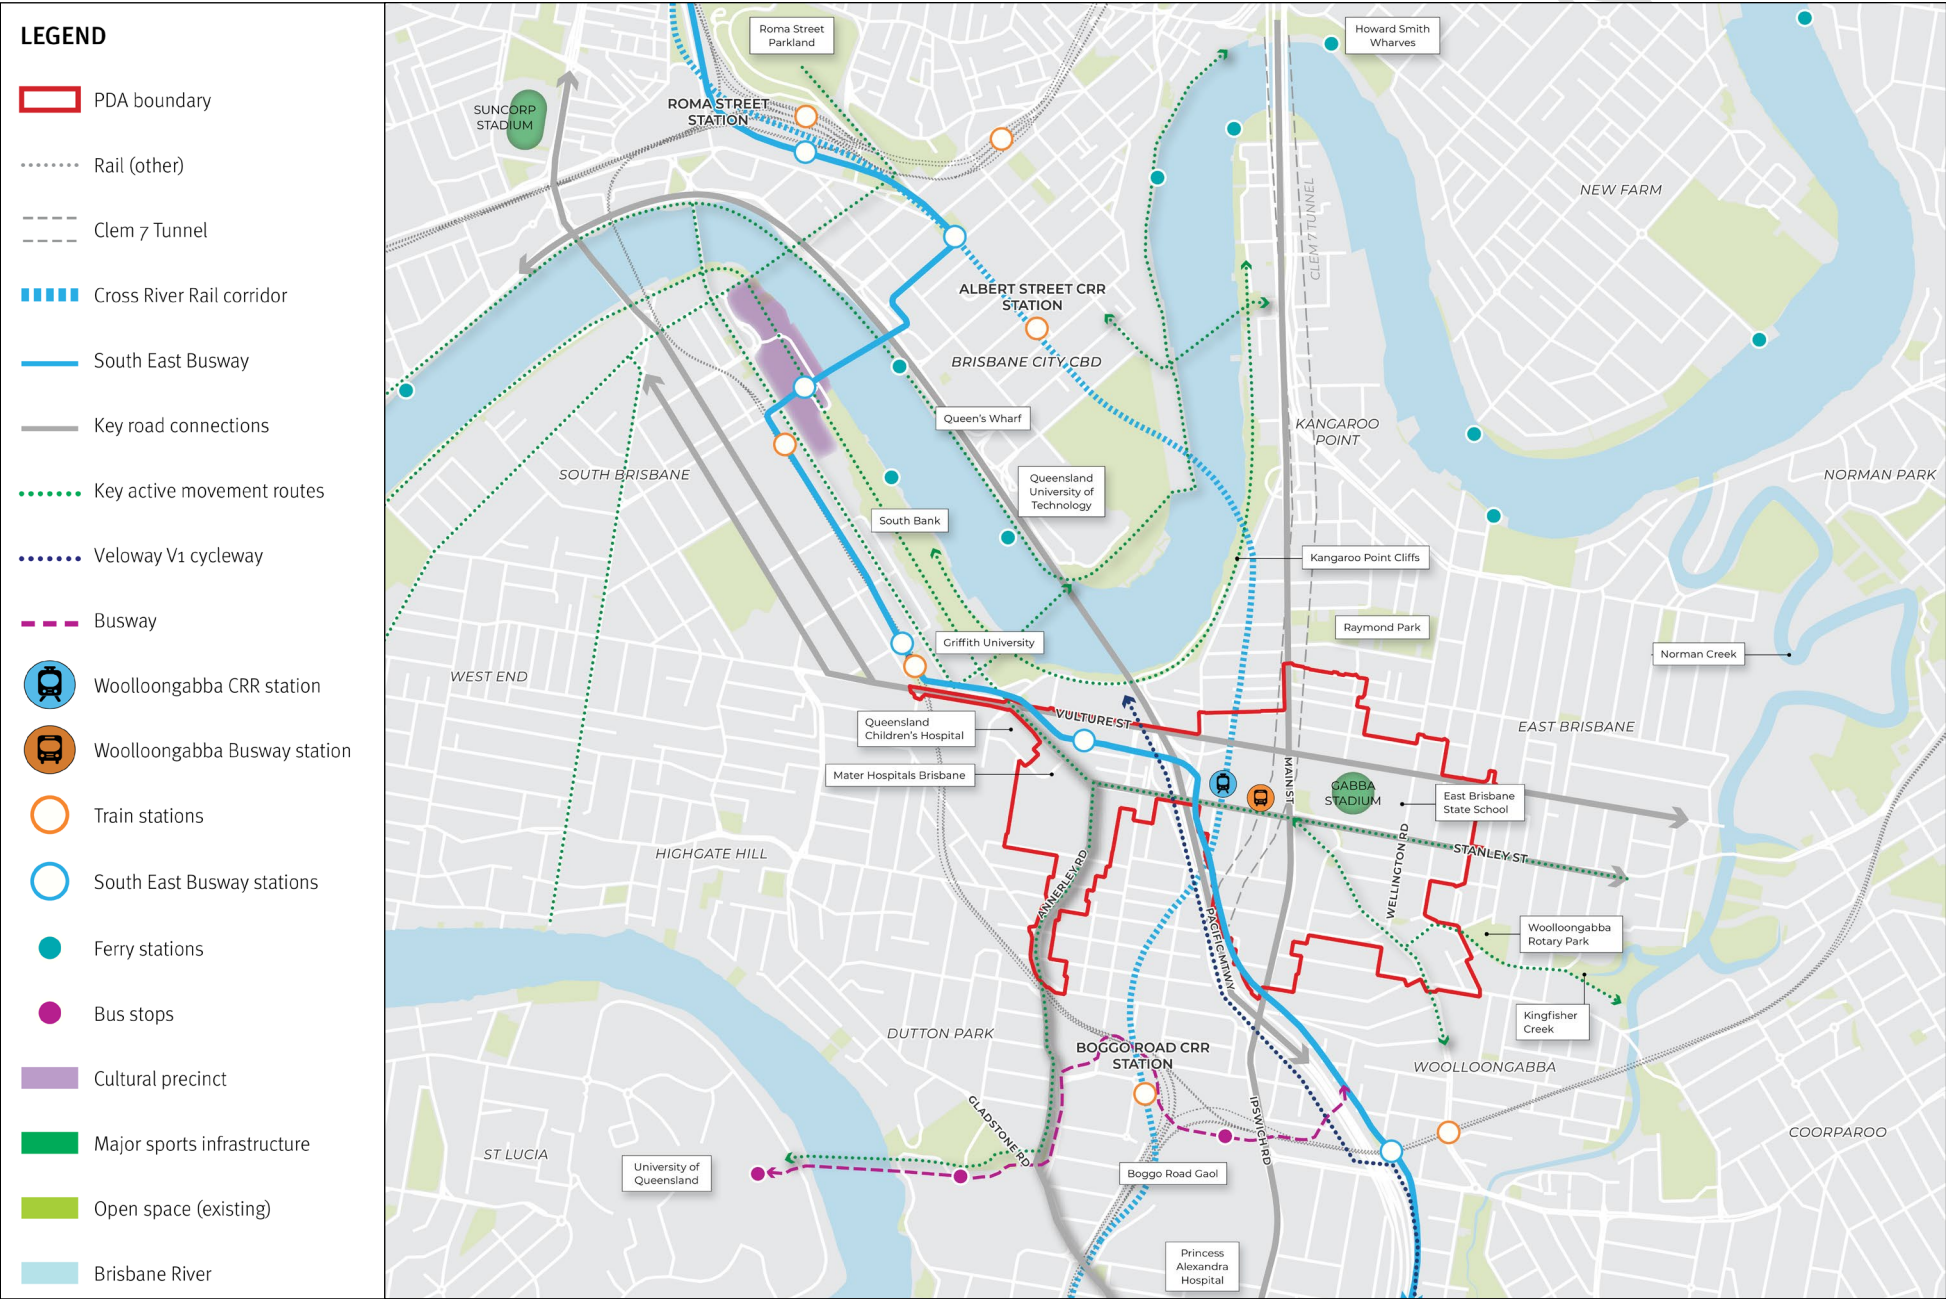 LEGEND
PDA boundary
Rail (other)
Clem 7 Tunnel
Cross River Rail corridor
South East Busway
Key road connections
Key active movement routes
Veloway V1 cycleway
Busway
Woolloongabba CRR station
Woolloongabba Busway station
Train stations
South East Busway stations
Ferry stations
Bus stops
Cultural precinct
Major sports infrastructure
Open space (existing)
Brisbane River
Roma Street
Parkland
Howard Smith
Wharves
SUNCORP
STADIUM
ROMA STREET
STATION
NEW FARM
CLEM 7 TUNNEL
ALBERT STREET CRR
STATION
BRISBANE CITY CBD
Queen's Wharf
KANGAROO
POINT
SOUTH BRISBANE
NORMAN PARK
Queensland
University of
Technology
South Bank
Kangaroo Point Cliffs
Raymond Park
Griffith University
Norman Creek
WEST END
Queensland
Children's Hospital
VULTURE ST
EAST BRISBANE
Mater Hospitals Brisbane
MAIN ST
GABBA
STADIUM
East Brisbane
State School
HIGHGATE HILL
ANNERLEY RD
WELLINGTON RD
STANLEY ST
PACIFIC MTWY
Woolloongabba
Rotary Park
Kingfisher
Creek
DUTTON PARK
BOGGO ROAD CRR
STATION
WOOLLOONGABBA
GLADSTONE RD
IPSWICH RD
COORPAROO
ST LUCIA
University of
Queensland
Boggo Road Gaol
Princess
Alexandra
Hospital